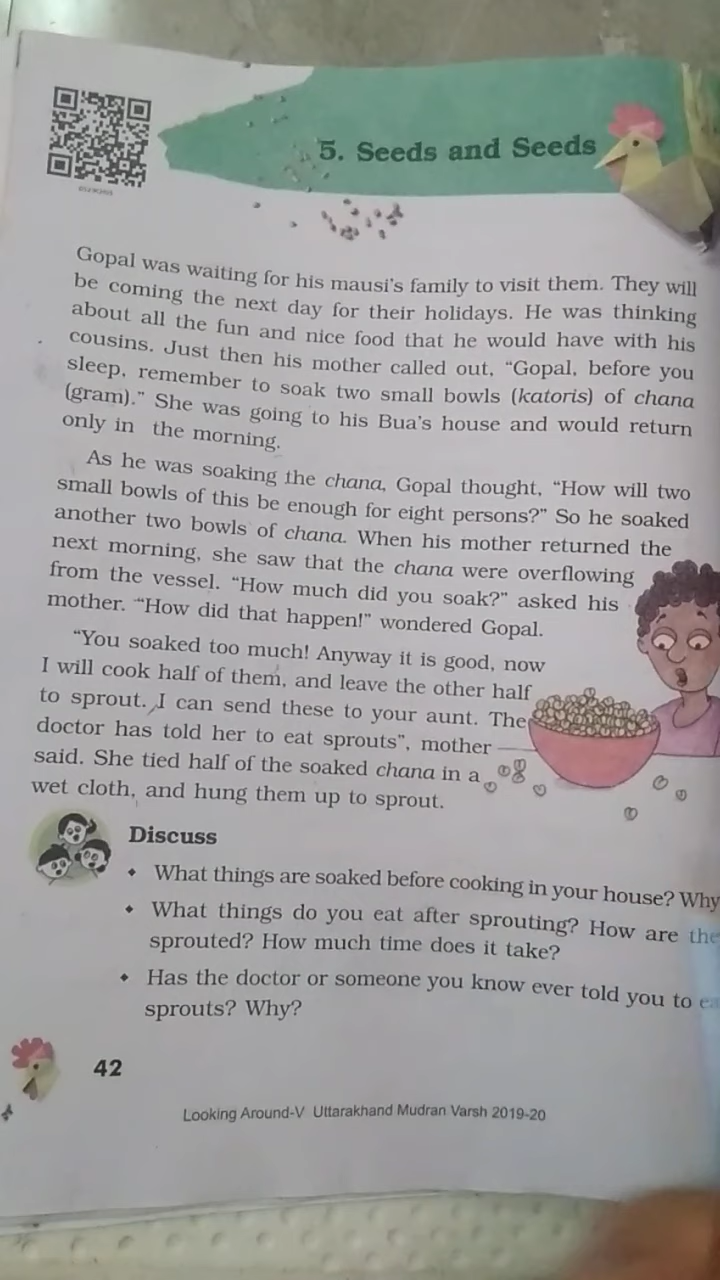 5. Seeds and Seeds
Gopal was waiting for his mausi's family to visit them. They will
be coming the next day for their holidays. He was thinking
about all the fun and nice food that he would have with his
cousins. Just then his mother called out, "Gopal, before you
sleep, remember to soak two small bowls (katoris) of chana
(gram)." She was going to his Bua's house and would return
only in the morning.
As he was soaking the chana, Gopal thought, "How will two
small bowls of this be enough for eight persons?" So he soaked
another two bowls of chana. When his mother returned the
next morning, she saw that the chana were overflowing
from the vessel. "How much did you soak?" asked his
mother. "How did that happen!" wondered Gopal.
"You soaked too much! Anyway it is good, now
I will cook half of them, and leave the other half
to sprout. I can send these to your aunt. The
doctor has told her to eat sprouts", mother
said. She tied half of the soaked chana in a
wet cloth, and hung them up to sprout.
Discuss
• What things are soaked before cooking in your house? Why
• What things do you eat after sprouting? How are the
sprouted? How much time does it take?
• Has the doctor or someone you know ever told you to
sprouts? Why?
42
Looking Around-V Uttarakhand Mudran Varsh 2019-20